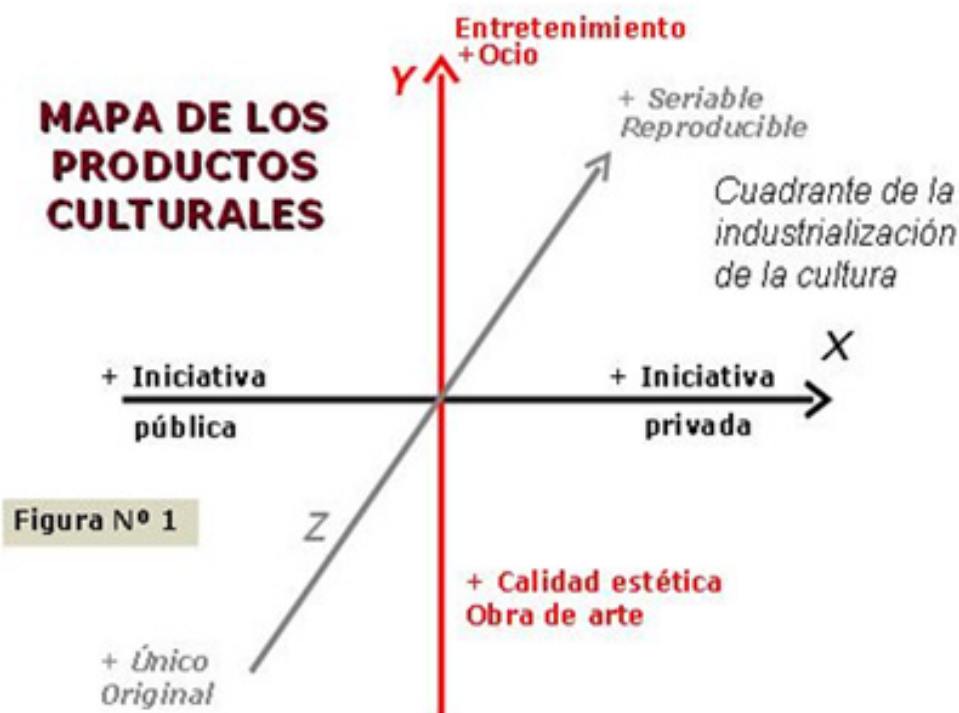 Entretenimiento
+Ocio
Y
MAPA DE LOS
PRODUCTOS
CULTURALES
+ Seriable
Reproducible
Cuadrante de la
industrialización
de la cultura
X
+ Iniciativa
pública
+ Iniciativa
privada
Figura Nº 1
Z
+ Calidad estética
Obra de arte
+ Único
Original